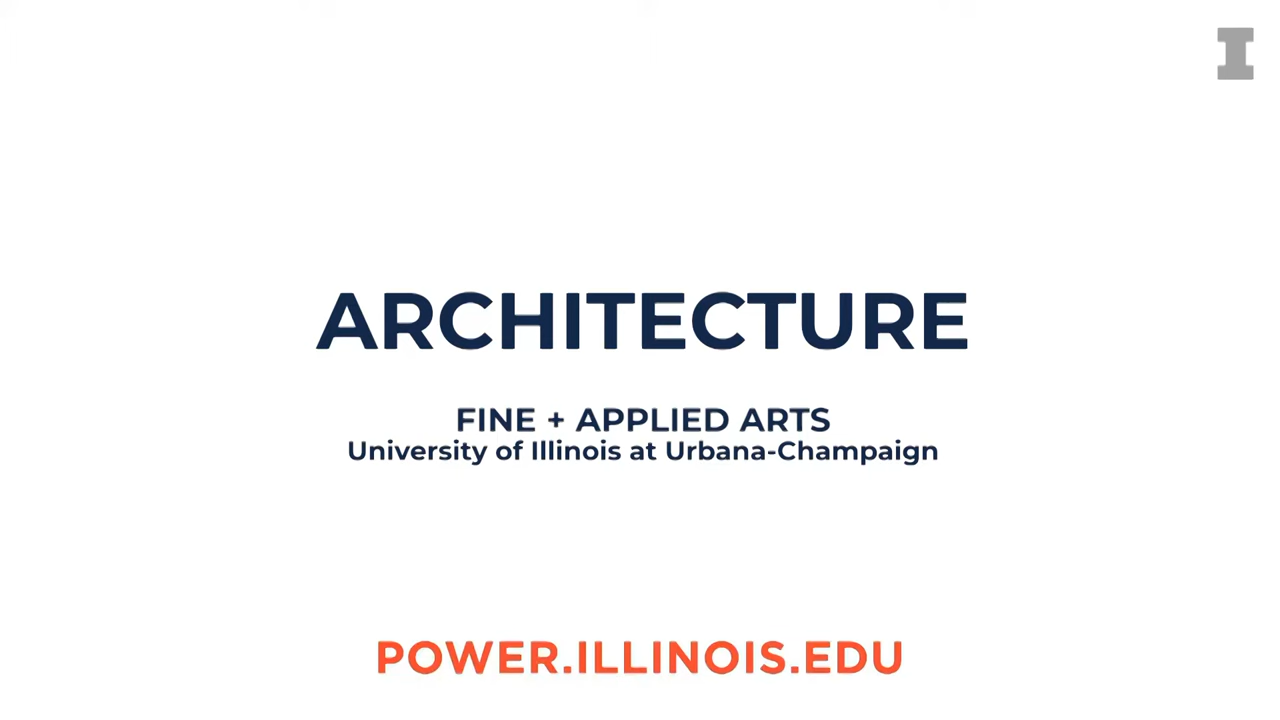 I
ARCHITECTURE
FINE + APPLIED ARTS
University of Illinois at Urbana-Champaign
POWER.ILLINOIS.EDU